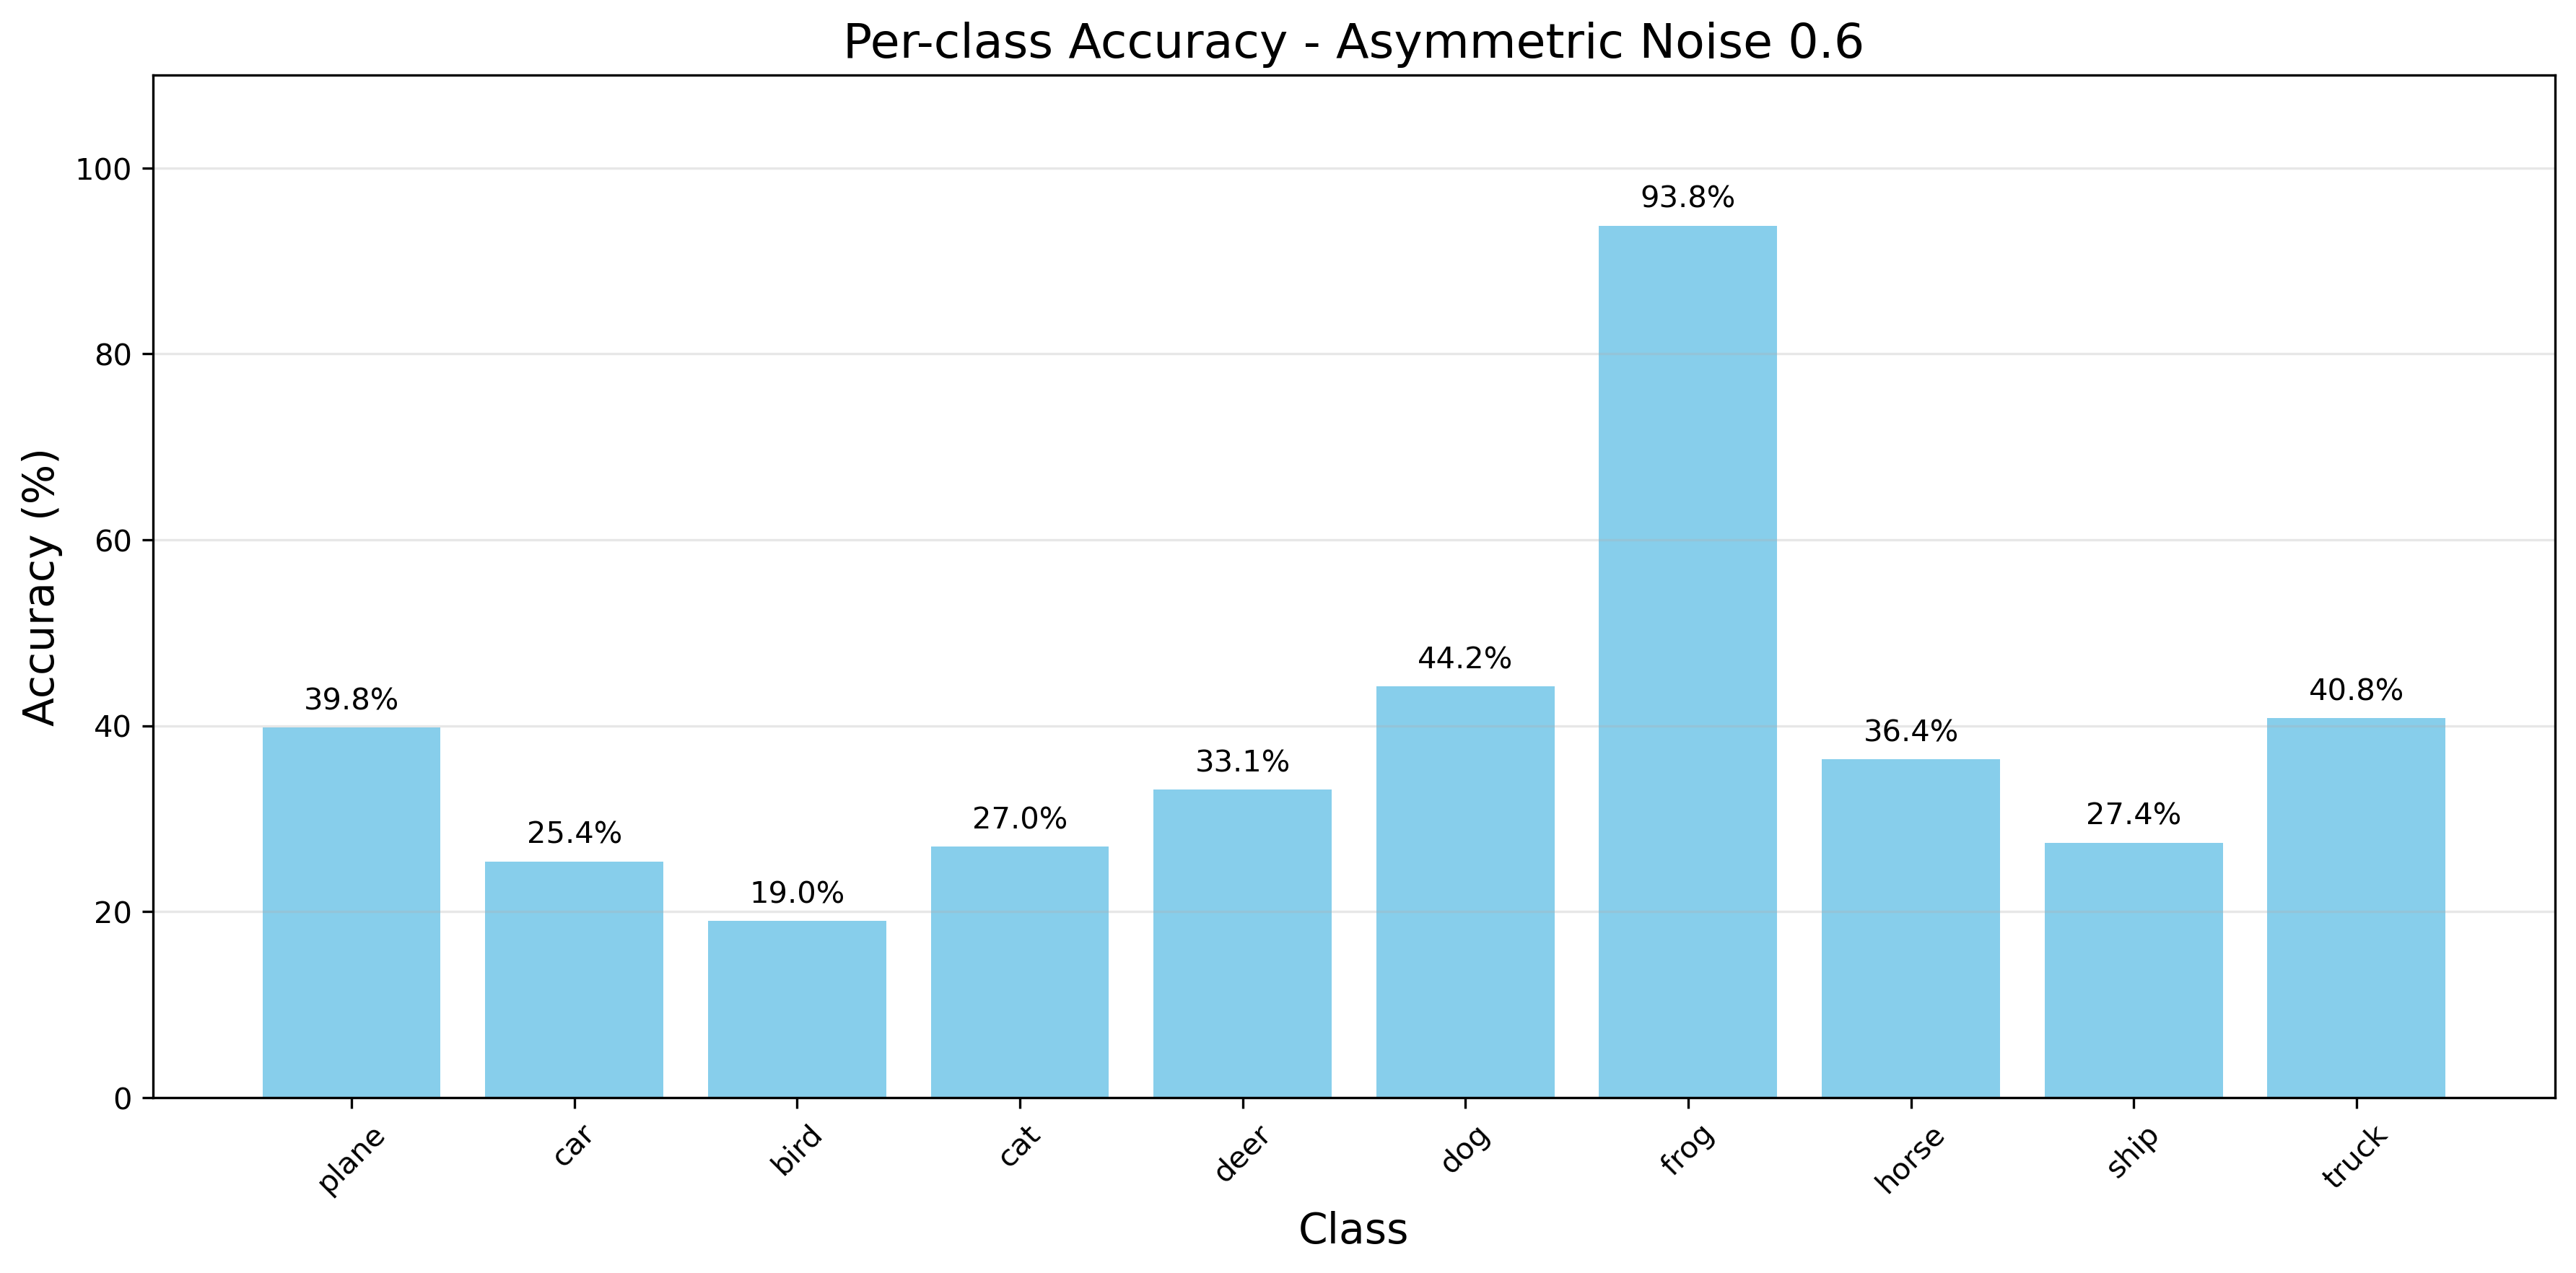 Per-class Accuracy - Asymmetric Noise 0.6
Accuracy (%)
100
80
60
40
20
0
39.8%
25.4%
19.0%
27.0%
33.1%
44.2%
93.8%
36.4%
27.4%
40.8%
plane
car
bird
cat
deer
dog
frog
horse
ship
truck
Class